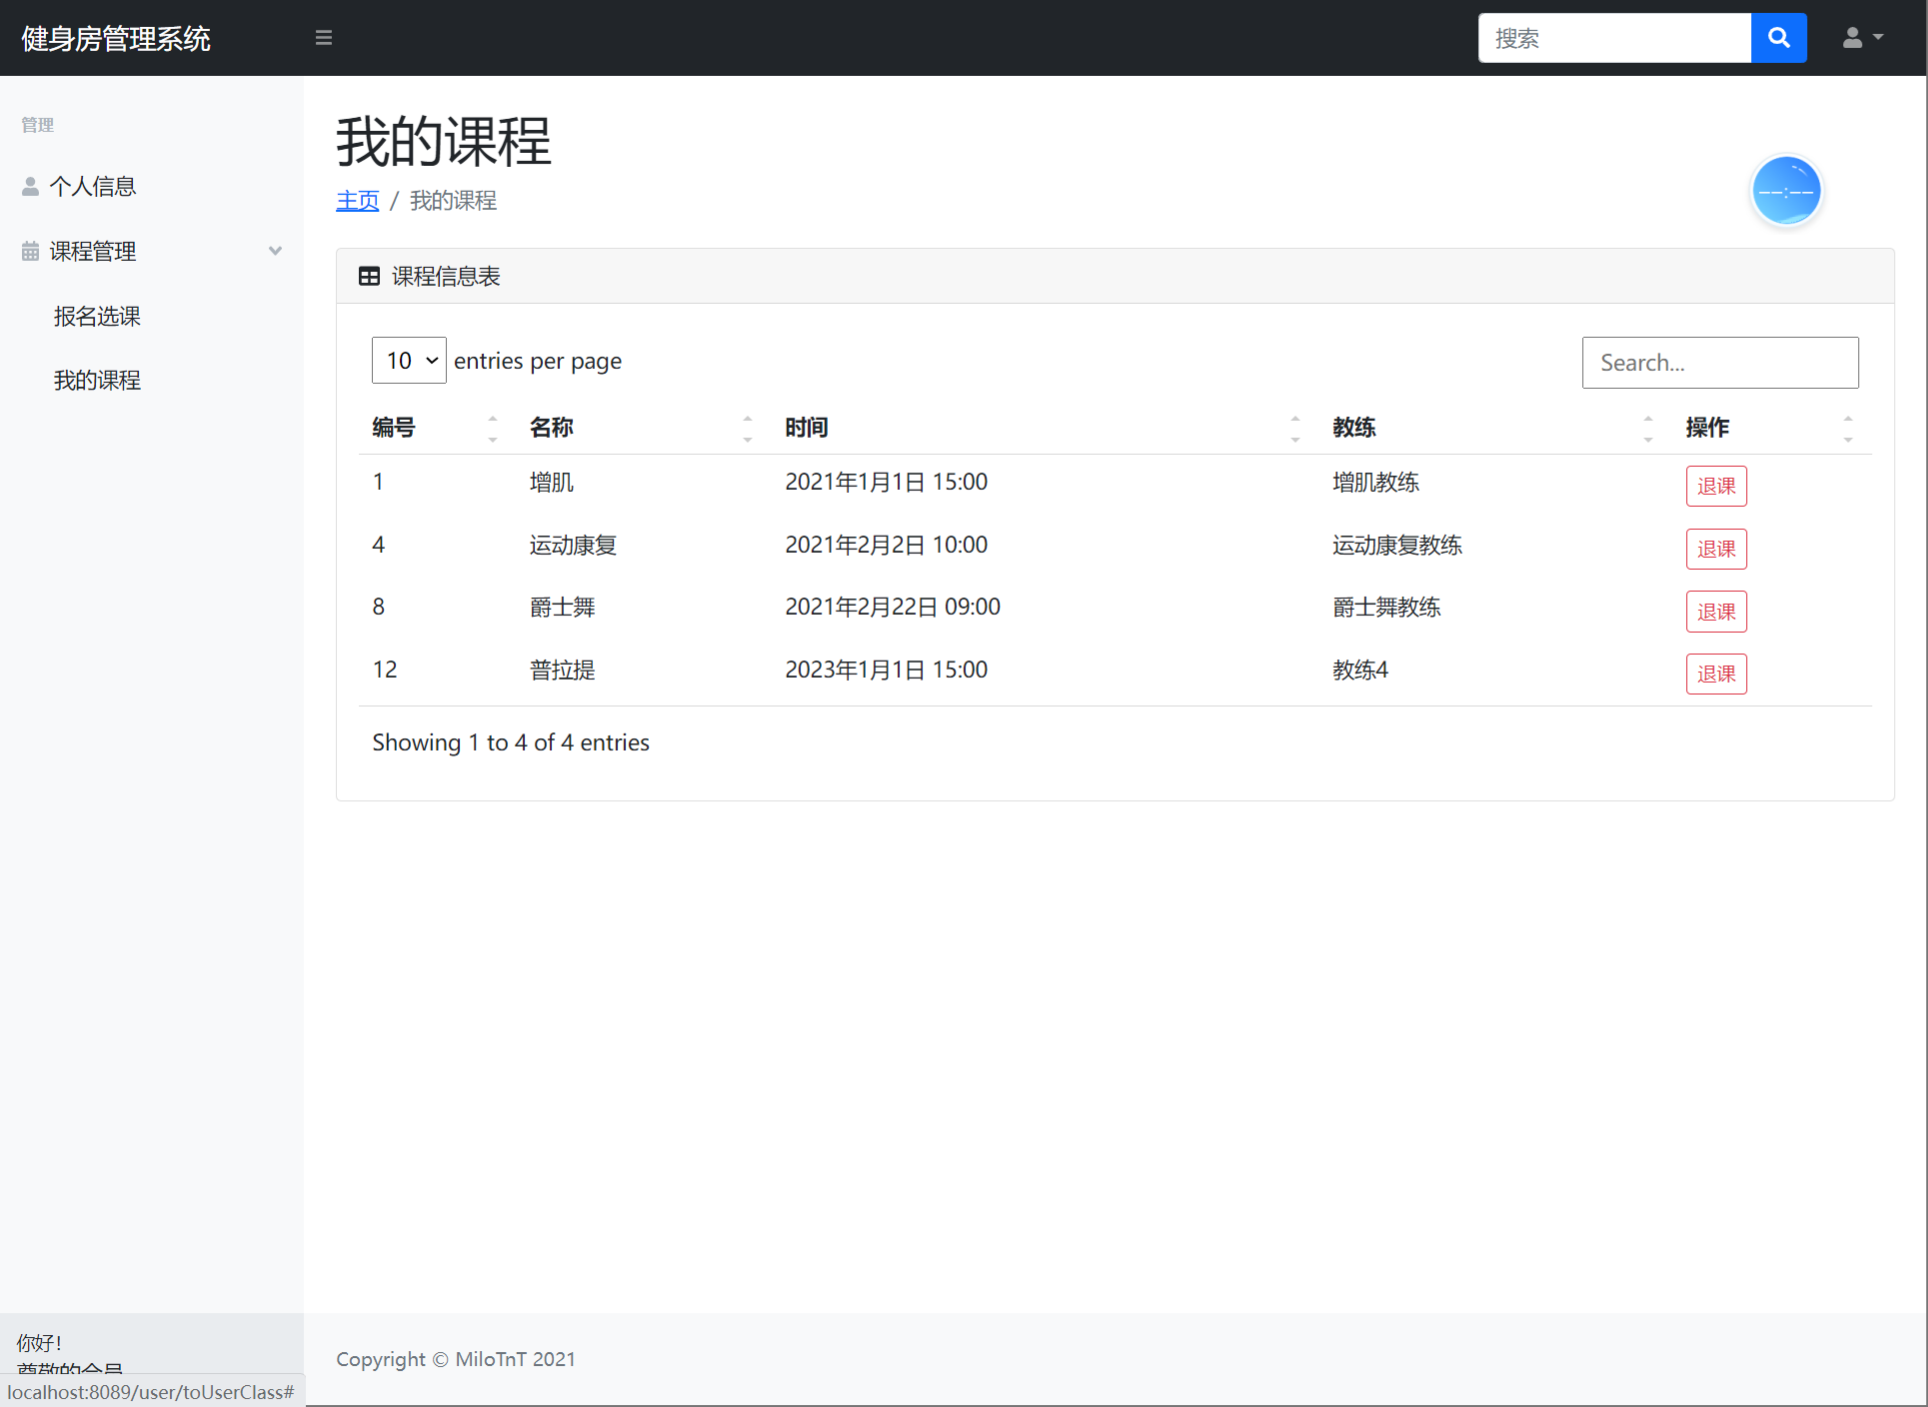 健身房管理系统
搜索
管理
个人信息
课程管理
报名选课
我的课程
我的课程
主页 / 我的课程
--:--
课程信息表
10 entries per page
Search...
编号 名称 时间 教练 操作
1 增肌 2021年1月1日 15:00 增肌教练 退课
4 运动康复 2021年2月2日 10:00 运动康复教练 退课
8 爵士舞 2021年2月22日 09:00 爵士舞教练 退课
12 普拉提 2023年1月1日 15:00 教练4 退课
Showing 1 to 4 of 4 entries
你好！
尊敬的会员
Copyright © MiloTnT 2021
localhost:8089/user/toUserClass#